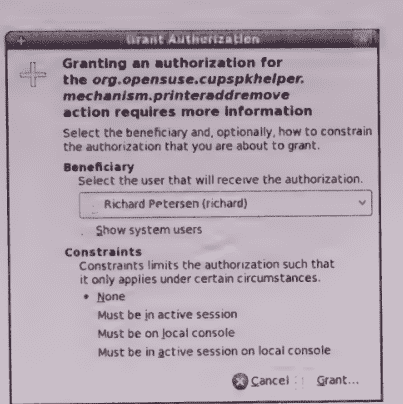 Grant Authorization
Granting an authorization for
the org.opensuse.cupspkhelper.
mechanism.printeraddremove
action requires more information
Select the beneficiary and, optionally, how to constrain
the authorization that you are about to grant.
Beneficiary
Select the user that will receive the authorization.
Richard Petersen (richard)
Show system users
Constraints
Constraints limits the authorization such that
it only applies under certain circumstances.
None
Must be in active session
Must be on local console
Must be in active session on local console
Cancel Grant...